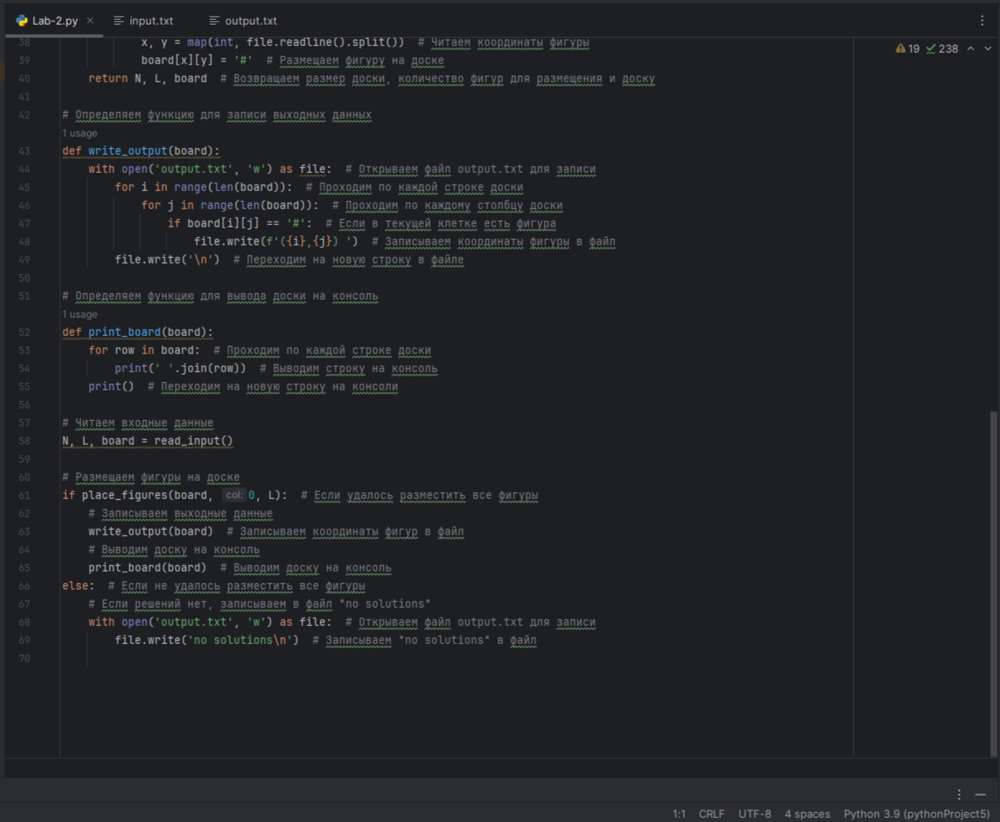 Lab-2.py × input.txt output.txt
19 238
38 x, y = map(int, file.readline().split())  # Читаем координаты фигуры
39 board[x][y] = '#'  # Размещаем фигуру на доске
40 return N, L, board  # Возвращаем размер доски, количество фигур для размещения и доску
41
42 # Определяем функцию для записи выходных данных
1 usage
43 def write_output(board):
44 with open('output.txt', 'w') as file:  # Открываем файл output.txt для записи
45 for i in range(len(board)):  # Проходим по каждой строке доски
46 for j in range(len(board)):  # Проходим по каждому столбцу доски
47 if board[i][j] == '#':  # Если в текущей клетке есть фигура
48 file.write(f'({i},{j}) ')  # Записываем координаты фигуры в файл
49 file.write('\n')  # Переходим на новую строку в файле
50
51 # Определяем функцию для вывода доски на консоль
1 usage
52 def print_board(board):
53 for row in board:  # Проходим по каждой строке доски
54 print(' '.join(row))  # Выводим строку на консоль
55 print()  # Переходим на новую строку на консоли
56
57 # Читаем входные данные
58 N, L, board = read_input()
59
60 # Размещаем фигуры на доске
61 if place_figures(board, col: 0, L):  # Если удалось разместить все фигуры
62 # Записываем выходные данные
63 write_output(board)  # Записываем координаты фигур в файл
64 # Выводим доску на консоль
65 print_board(board)  # Выводим доску на консоль
66 else:  # Если не удалось разместить все фигуры
67 # Если решений нет, записываем в файл "no solutions"
68 with open('output.txt', 'w') as file:  # Открываем файл output.txt для записи
69 file.write('no solutions\n')  # Записываем "no solutions" в файл
70
1:1 CRLF UTF-8 4 spaces Python 3.9 (pythonProject5)